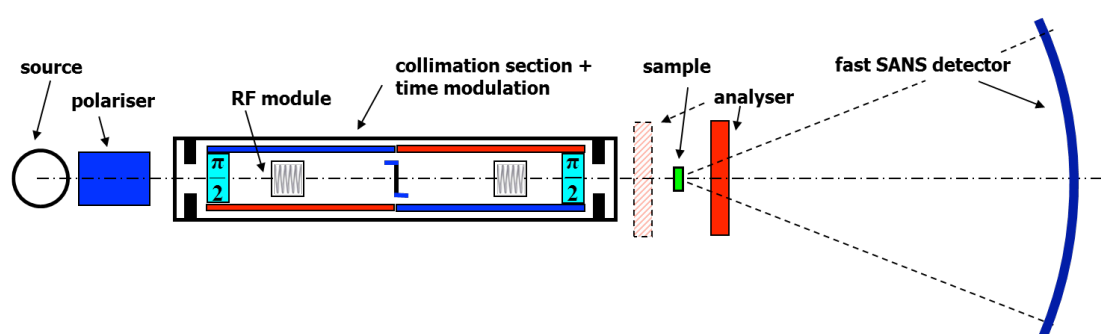 source
polariser
RF module
collimation section +
time modulation
sample
analyser
fast SANS detector
π
2
π
2